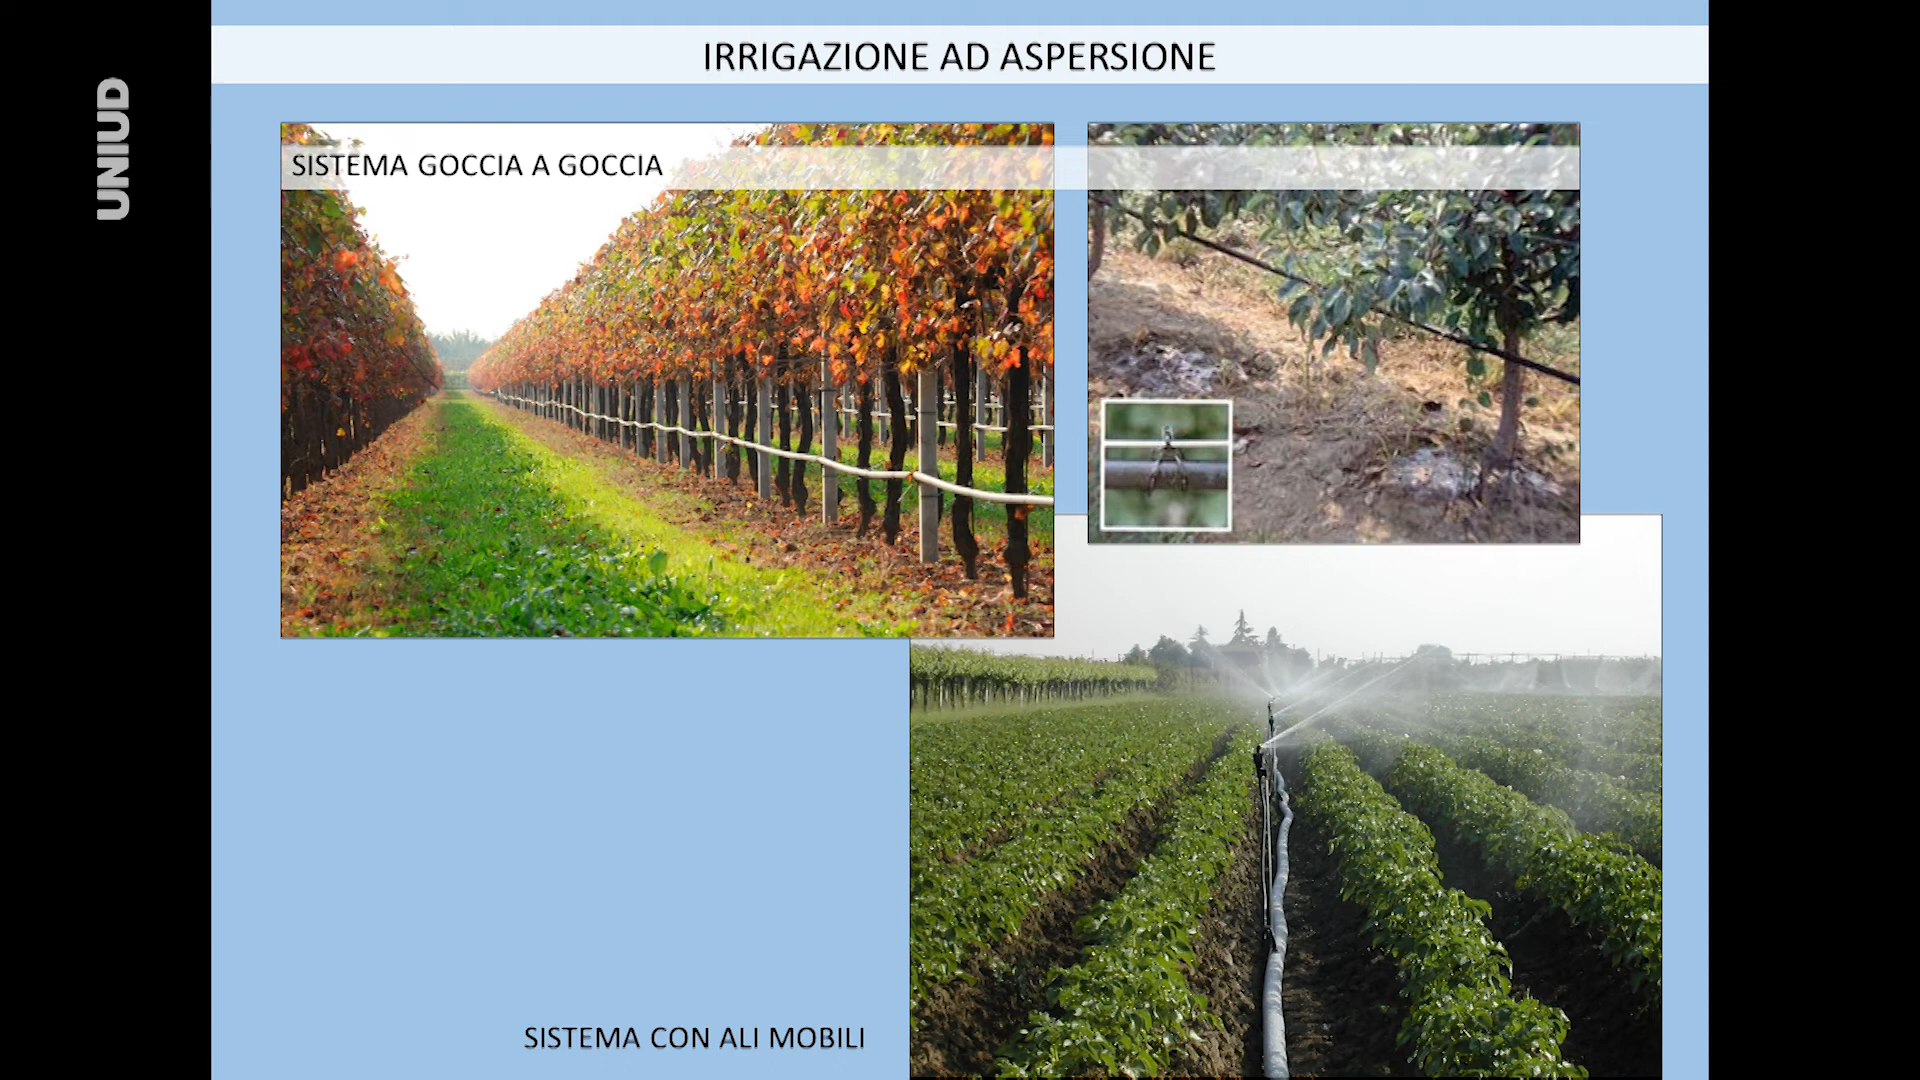 IRRIGAZIONE AD ASPERSIONE
UNIUD
SISTEMA GOCCIA A GOCCIA
SISTEMA CON ALI MOBILI